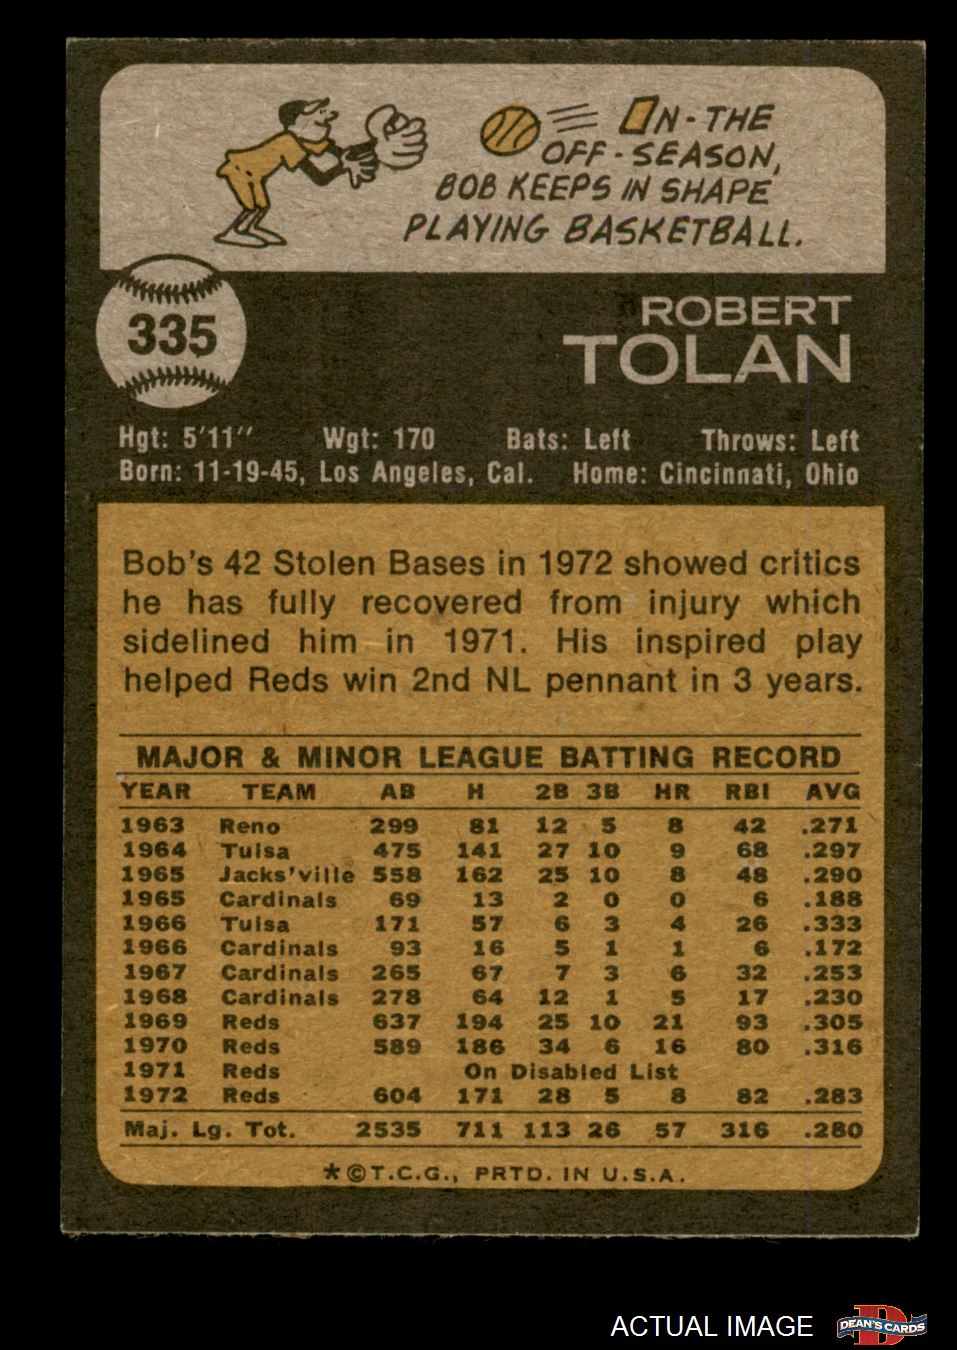 IN-THE
OFF-SEASON,
BOB KEEPS IN SHAPE
PLAYING BASKETBALL.
335
ROBERT
TOLAN
Hgt: 5'11" Wgt: 170 Bats: Left Throws: Left
Born: 11-19-45, Los Angeles, Cal. Home: Cincinnati, Ohio
Bob's 42 Stolen Bases in 1972 showed critics
he has fully recovered from injury which
sidelined him in 1971. His inspired play
helped Reds win 2nd NL pennant in 3 years.
MAJOR & MINOR LEAGUE BATTING RECORD
YEAR TEAM AB H 2B 3B HR RBI AVG
1963 Reno 299 81 12 5 8 42 .271
1964 Tulsa 475 141 27 10 9 68 .297
1965 Jacks'ville 558 162 25 10 8 48 .290
1965 Cardinals 69 13 2 0 0 6 .188
1966 Tulsa 171 57 6 3 4 26 .333
1966 Cardinals 93 16 5 1 1 6 .172
1967 Cardinals 265 67 7 3 6 32 .253
1968 Cardinals 278 64 12 1 5 17 .230
1969 Reds 637 194 25 10 21 93 .305
1970 Reds 589 186 34 6 16 80 .316
1971 Reds On Disabled List
1972 Reds 604 171 28 5 8 82 .283
Maj. Lg. Tot. 2535 711 113 26 57 316 .280
*©T.C.G., PRTD. IN U.S.A.
ACTUAL IMAGE
D
DEAN'S CARDS